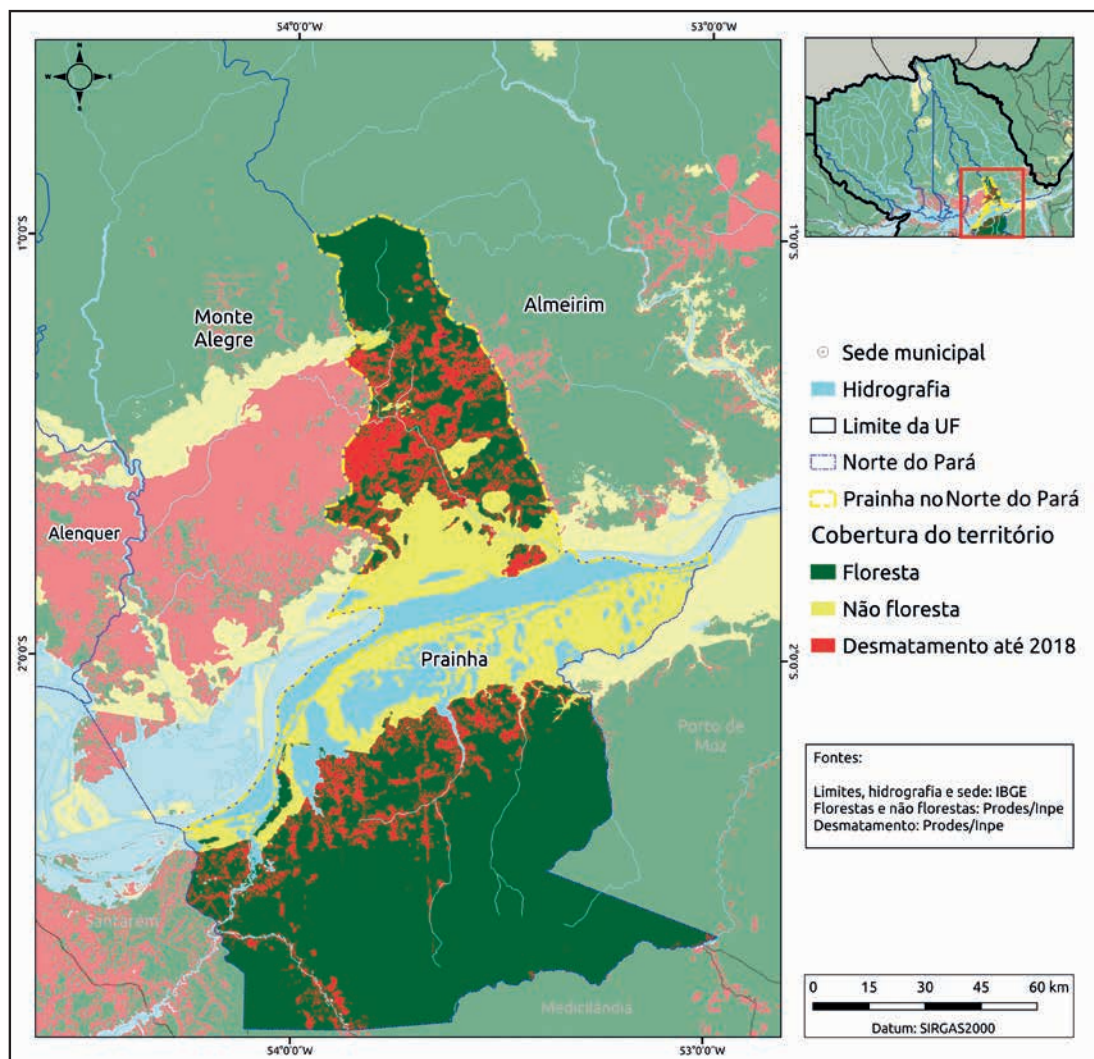 54°0'0"W
53°0'0"W
N
W
E
S
1°0'0"S
1°0'0"S
Monte
Alegre
Almeirim
Alenquer
Prainha
2°0'0"S
2°0'0"S
Porto de
Moz
Santarém
Medicilândia
54°0'0"W
53°0'0"W
Sede municipal
Hidrografia
Limite da UF
Norte do Pará
Prainha no Norte do Pará
Cobertura do território
Floresta
Não floresta
Desmatamento até 2018
Fontes:
Limites, hidrografia e sede: IBGE
Florestas e não florestas: Prodes/Inpe
Desmatamento: Prodes/Inpe
0 15 30 45 60 km
Datum: SIRGAS2000